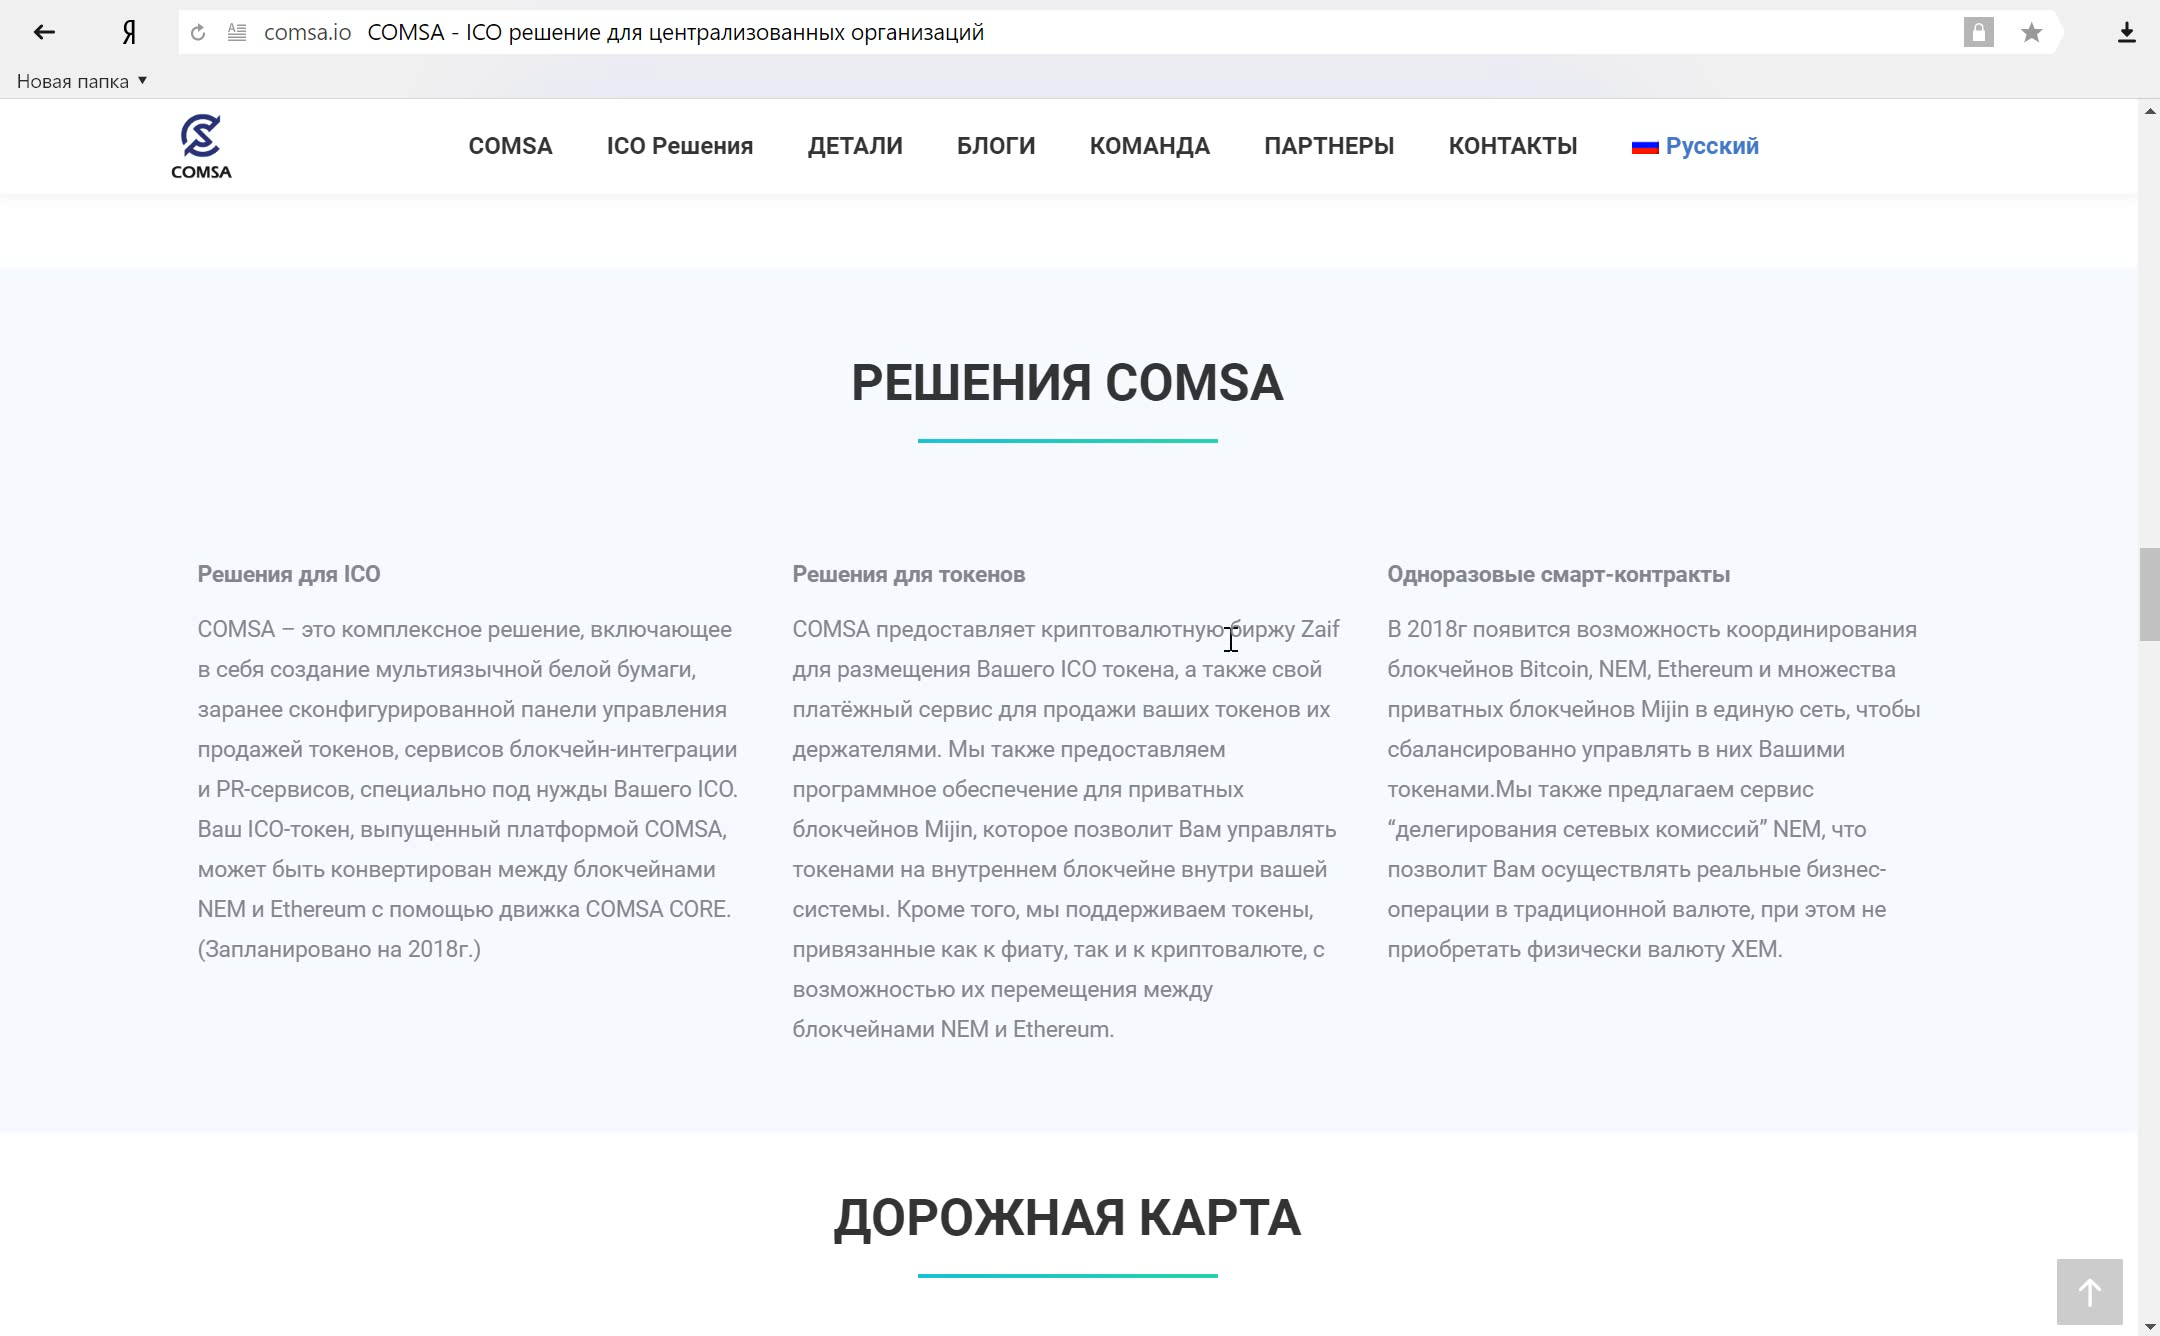 Я
comsa.io COMSA - ICO решение для централизованных организаций
Новая папка
COMSA
COMSA ICO Решения ДЕТАЛИ БЛОГИ КОМАНДА ПАРТНЕРЫ КОНТАКТЫ Русский
РЕШЕНИЯ COMSA
Решения для ICO
COMSA – это комплексное решение, включающее
в себя создание мультиязычной белой бумаги,
заранее сконфигурированной панели управления
продажей токенов, сервисов блокчейн-интеграции
и PR-сервисов, специально под нужды Вашего ICO.
Ваш ICO-токен, выпущенный платформой COMSA,
может быть конвертирован между блокчейнами
NEM и Ethereum с помощью движка COMSA CORE.
(Запланировано на 2018г.)
Решения для токенов
COMSA предоставляет криптовалютную биржу Zaif
для размещения Вашего ICO токена, а также свой
платёжный сервис для продажи ваших токенов их
держателями. Мы также предоставляем
программное обеспечение для приватных
блокчейнов Mijin, которое позволит Вам управлять
токенами на внутреннем блокчейне внутри вашей
системы. Кроме того, мы поддерживаем токены,
привязанные как к фиату, так и к криптовалюте, с
возможностью их перемещения между
блокчейнами NEM и Ethereum.
Одноразовые смарт-контракты
В 2018г появится возможность координирования
блокчейнов Bitcoin, NEM, Ethereum и множества
приватных блокчейнов Mijin в единую сеть, чтобы
сбалансированно управлять в них Вашими
токенами.Мы также предлагаем сервис
“делегирования сетевых комиссий” NEM, что
позволит Вам осуществлять реальные бизнес-
операции в традиционной валюте, при этом не
приобретать физически валюту XEM.
ДОРОЖНАЯ КАРТА